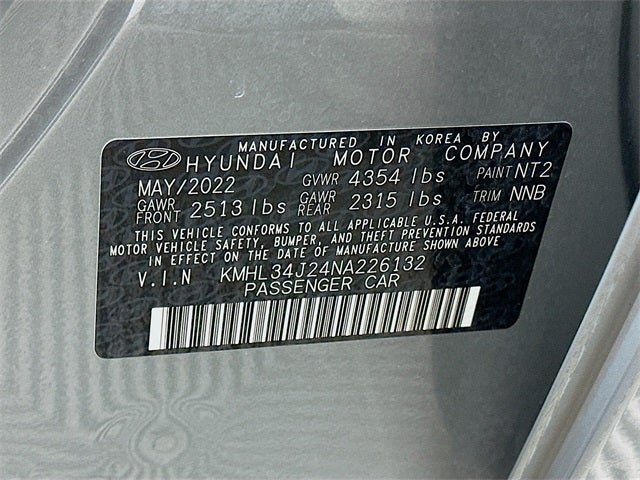 MANUFACTURED IN KOREA BY
HYUNDAI MOTOR COMPANY
MAY/2022 GVWR 4354 lbs PAINT NT2
GAWR FRONT 2513 lbs GAWR REAR 2315 lbs TRIM NNB
THIS VEHICLE CONFORMS TO ALL APPLICABLE U.S.A. FEDERAL
MOTOR VEHICLE SAFETY, BUMPER, AND THEFT PREVENTION STANDARDS
IN EFFECT ON THE DATE OF MANUFACTURE SHOWN ABOVE
V.I.N KMHL34J24NA226132
PASSENGER CAR